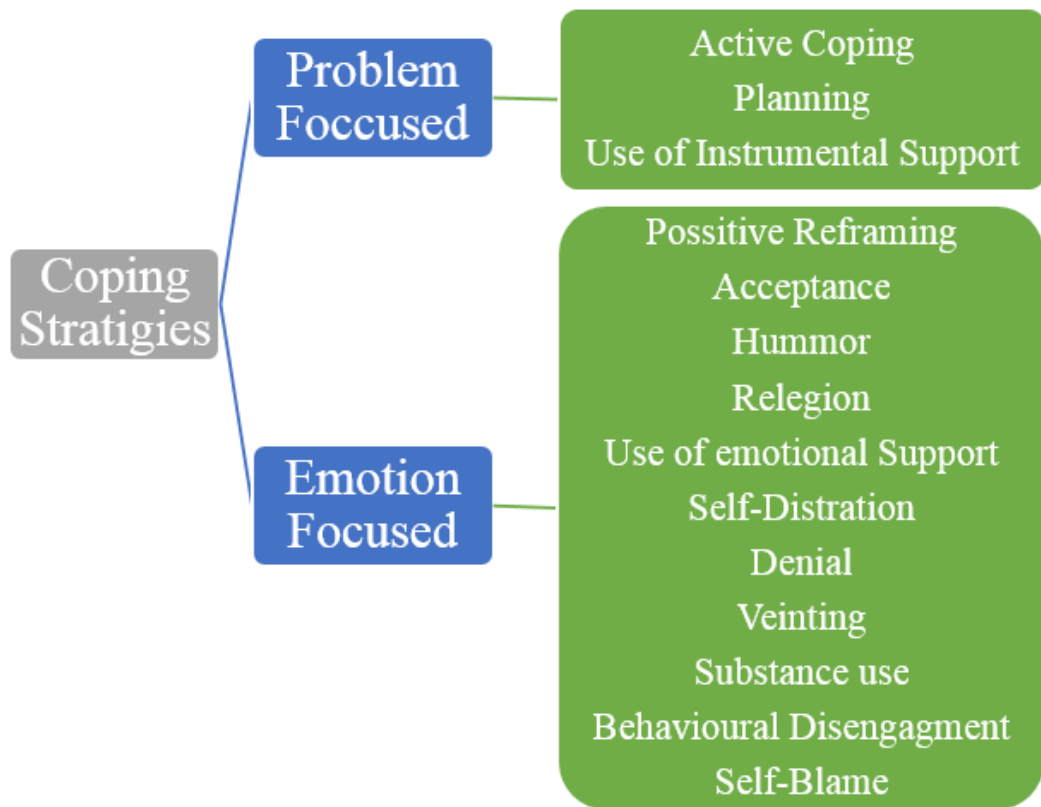 Coping
Stratigies
Problem
Foccused
Active Coping
Planning
Use of Instrumental Support
Emotion
Focused
Possitive Reframing
Acceptance
Hummor
Relegion
Use of emotional Support
Self-Distration
Denial
Veinting
Substance use
Behavioural Disengagment
Self-Blame